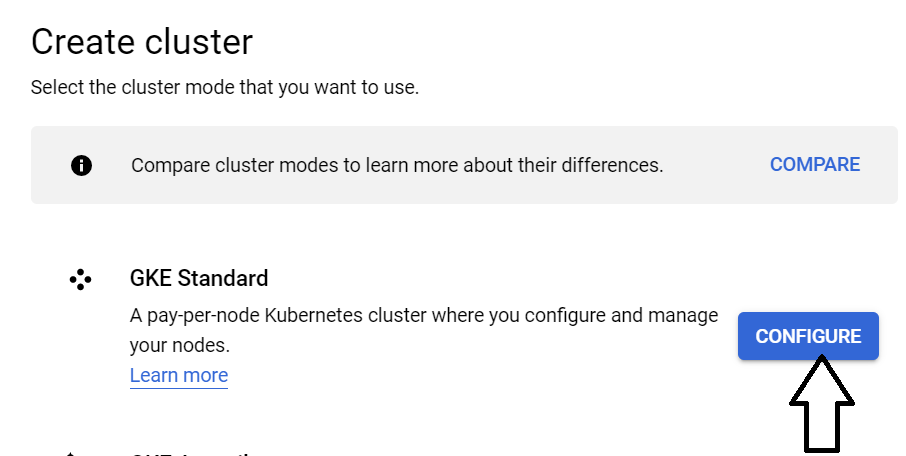 Create cluster
Select the cluster mode that you want to use.
Compare cluster modes to learn more about their differences.
COMPARE
GKE Standard
A pay-per-node Kubernetes cluster where you configure and manage
your nodes.
CONFIGURE
Learn more